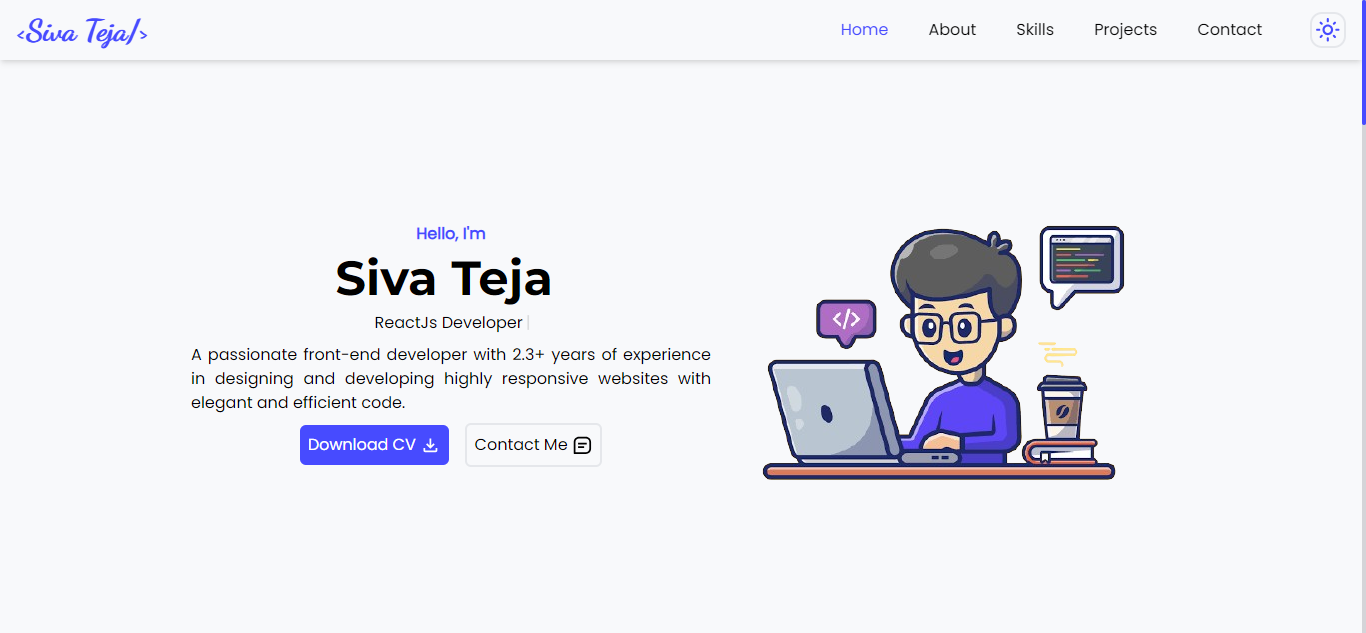 <Siva Teja/>
Home About Skills Projects Contact
Hello, I'm
Siva Teja
ReactJs Developer
A passionate front-end developer with 2.3+ years of experience
in designing and developing highly responsive websites with
elegant and efficient code.
Download CV Contact Me
</>